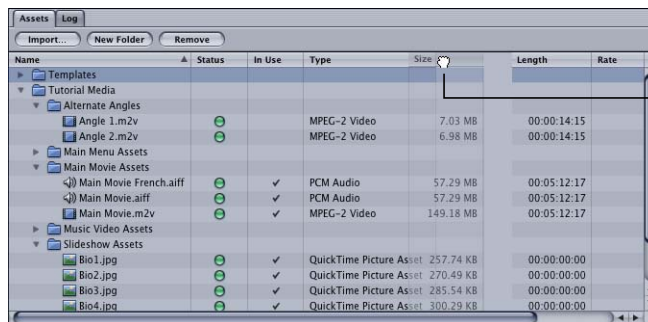 Assets Log
Import... New Folder Remove
Name Status In Use Type Size Length Rate
Templates
Tutorial Media
Alternate Angles
Angle 1.m2v MPEG-2 Video 7.03 MB 00:00:14:15
Angle 2.m2v MPEG-2 Video 6.98 MB 00:00:14:15
Main Menu Assets
Main Movie Assets
Main Movie French.aiff PCM Audio 57.29 MB 00:05:12:17
Main Movie.aiff PCM Audio 57.29 MB 00:05:12:17
Main Movie.m2v MPEG-2 Video 149.18 MB 00:05:12:17
Music Video Assets
Slideshow Assets
Bio1.jpg QuickTime Picture Asset 257.74 KB 00:00:00:00
Bio2.jpg QuickTime Picture Asset 270.49 KB 00:00:00:00
Bio3.jpg QuickTime Picture Asset 285.54 KB 00:00:00:00
Bio4.jpg QuickTime Picture Asset 300.29 KB 00:00:00:00